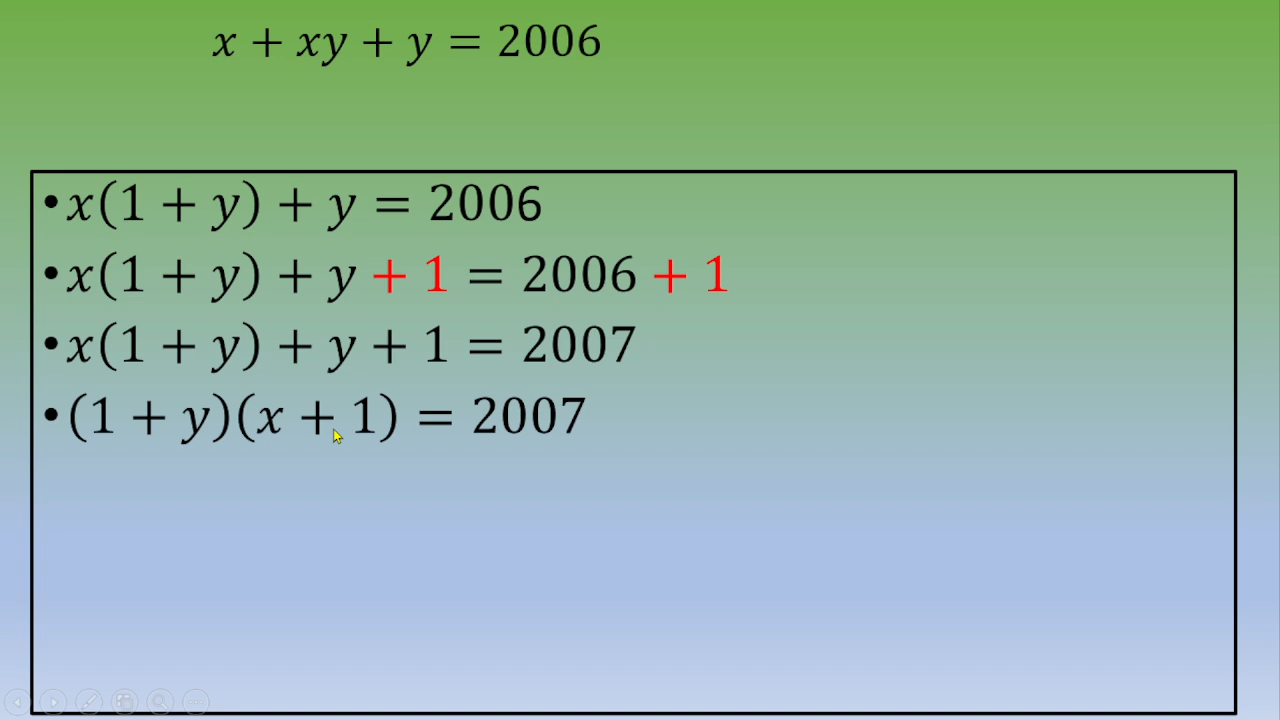 x + xy + y = 2006
•x(1 + y) + y = 2006
•x(1 + y) + y + 1 = 2006 + 1
•x(1 + y) + y + 1 = 2007
•(1 + y)(x + 1) = 2007